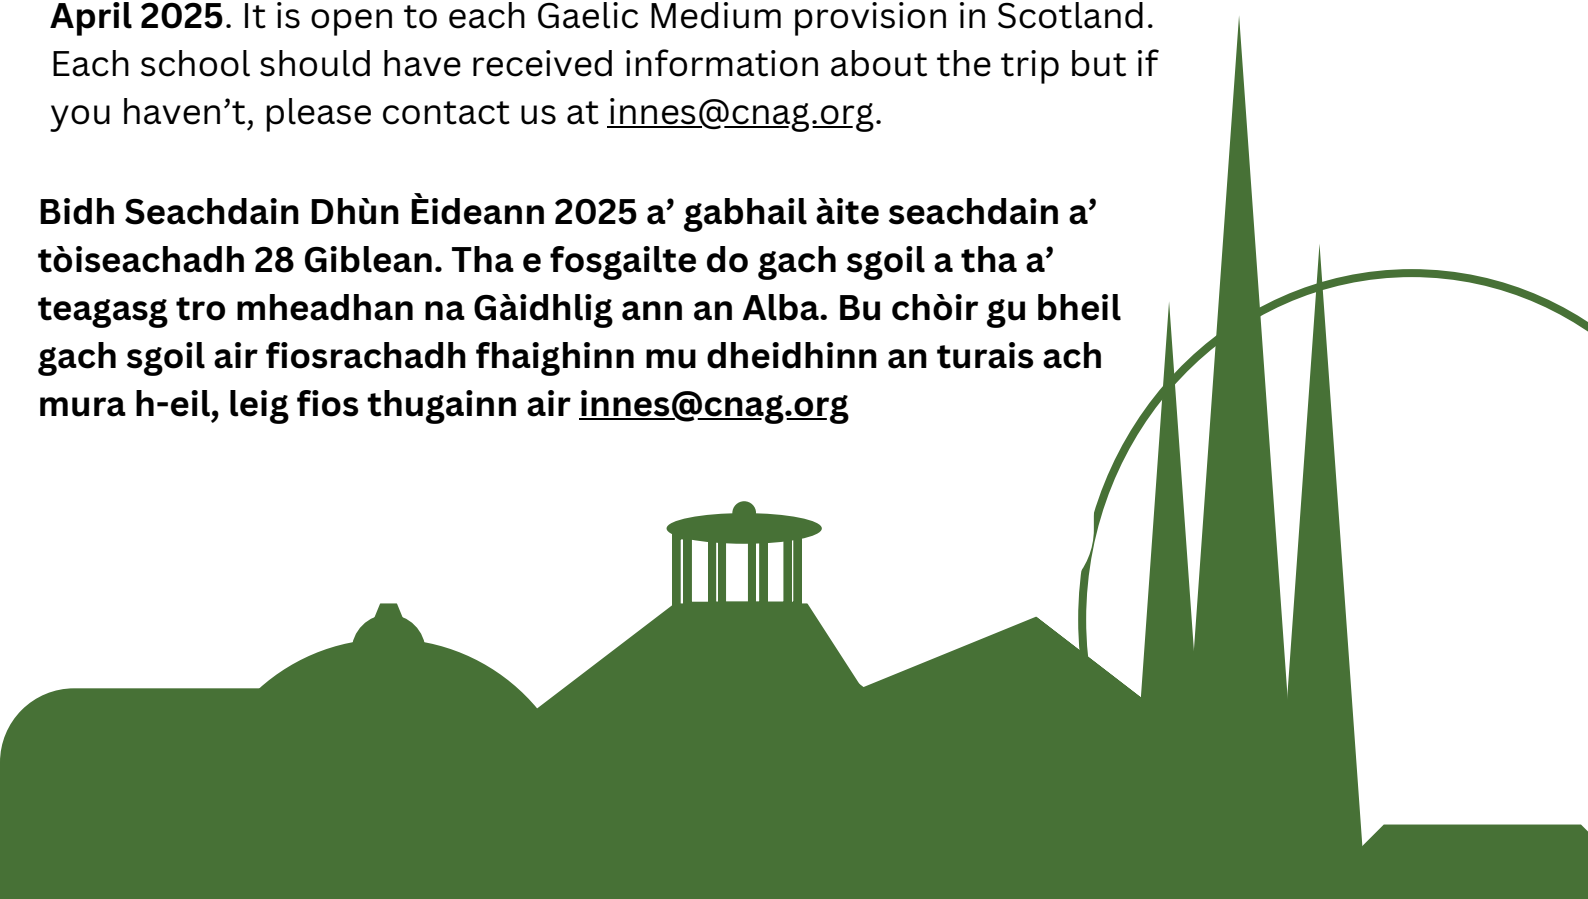 April 2025. It is open to each Gaelic Medium provision in Scotland.
Each school should have received information about the trip but if
you haven’t, please contact us at innes@cnag.org.
Bidh Seachdain Dhùn Èideann 2025 a’ gabhail àite seachdain a’
tòiseachadh 28 Giblean. Tha e fosgailte do gach sgoil a tha a’
teagasg tro mheadhan na Gàidhlig ann an Alba. Bu chòir gu bheil
gach sgoil air fiosrachadh fhaighinn mu dheidhinn an turais ach
mura h-eil, leig fios thugainn air innes@cnag.org